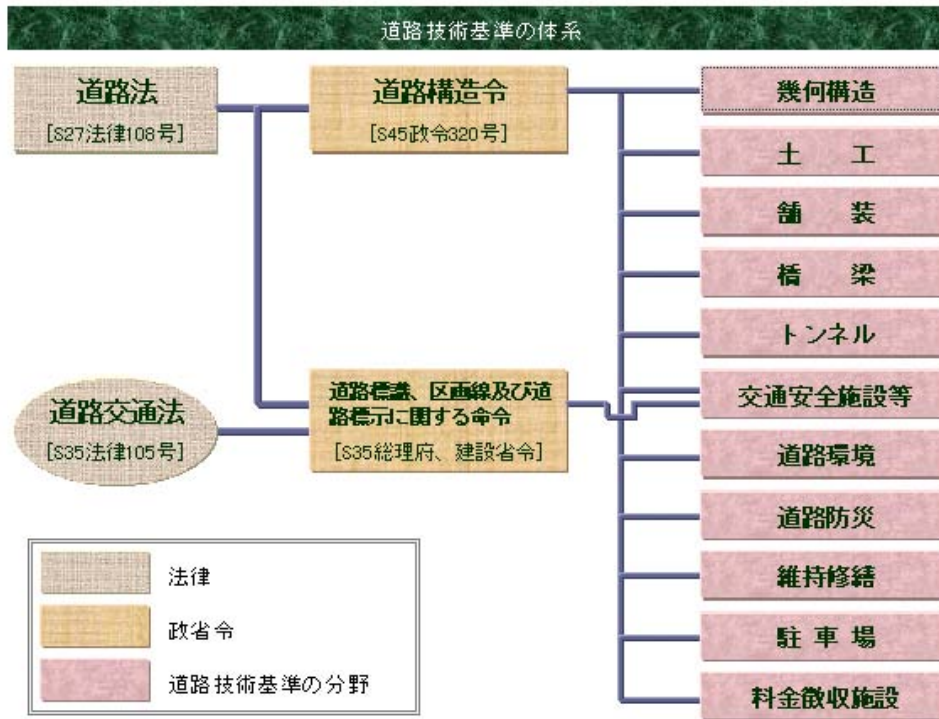 道路技術基準の体系
道路法
[S27法律108号]
道路構造令
[S45政令320号]
道路交通法
[S35法律105号]
道路標識、区画線及び道
路標示に関する命令
[S35総理府、建設省令]
幾何構造
土 工
舗 装
橋 梁
トンネル
交通安全施設等
道路環境
道路防災
維持修繕
駐車場
料金徴収施設
法律
政省令
道路技術基準の分野